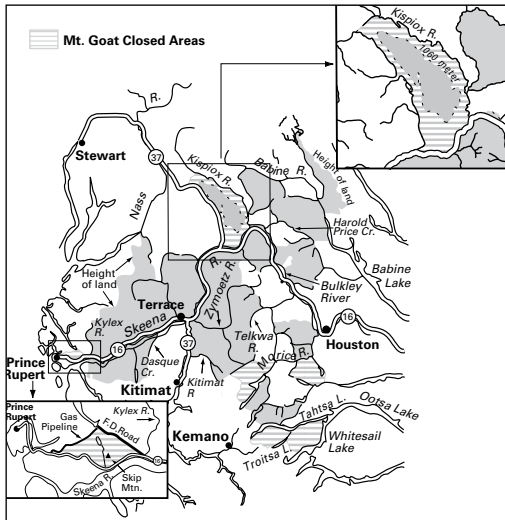 Mt. Goat Closed Areas
Kispiox R.
1060 meter
R.
Stewart
37
Kispiox R.
Babine R.
Height of land
Nass
Harold
Price Cr.
Height
of land
R.
Zymoetz R.
Babine
Lake
Bulkley
River
Kylex
R.
Skeena
Terrace
Telkwa
R.
16
Houston
16
Prince
Rupert
Dasque
Cr.
37
Kitimat
R
Morice R.
Kitimat
Tahtsa L.
Ootsa Lake
Kemano
Whitesail
Lake
Troitsa L.
Prince
Rupert
Gas
Pipeline
Kylex R.
F.D. Road
16
Skeena R.
Skip
Mtn.